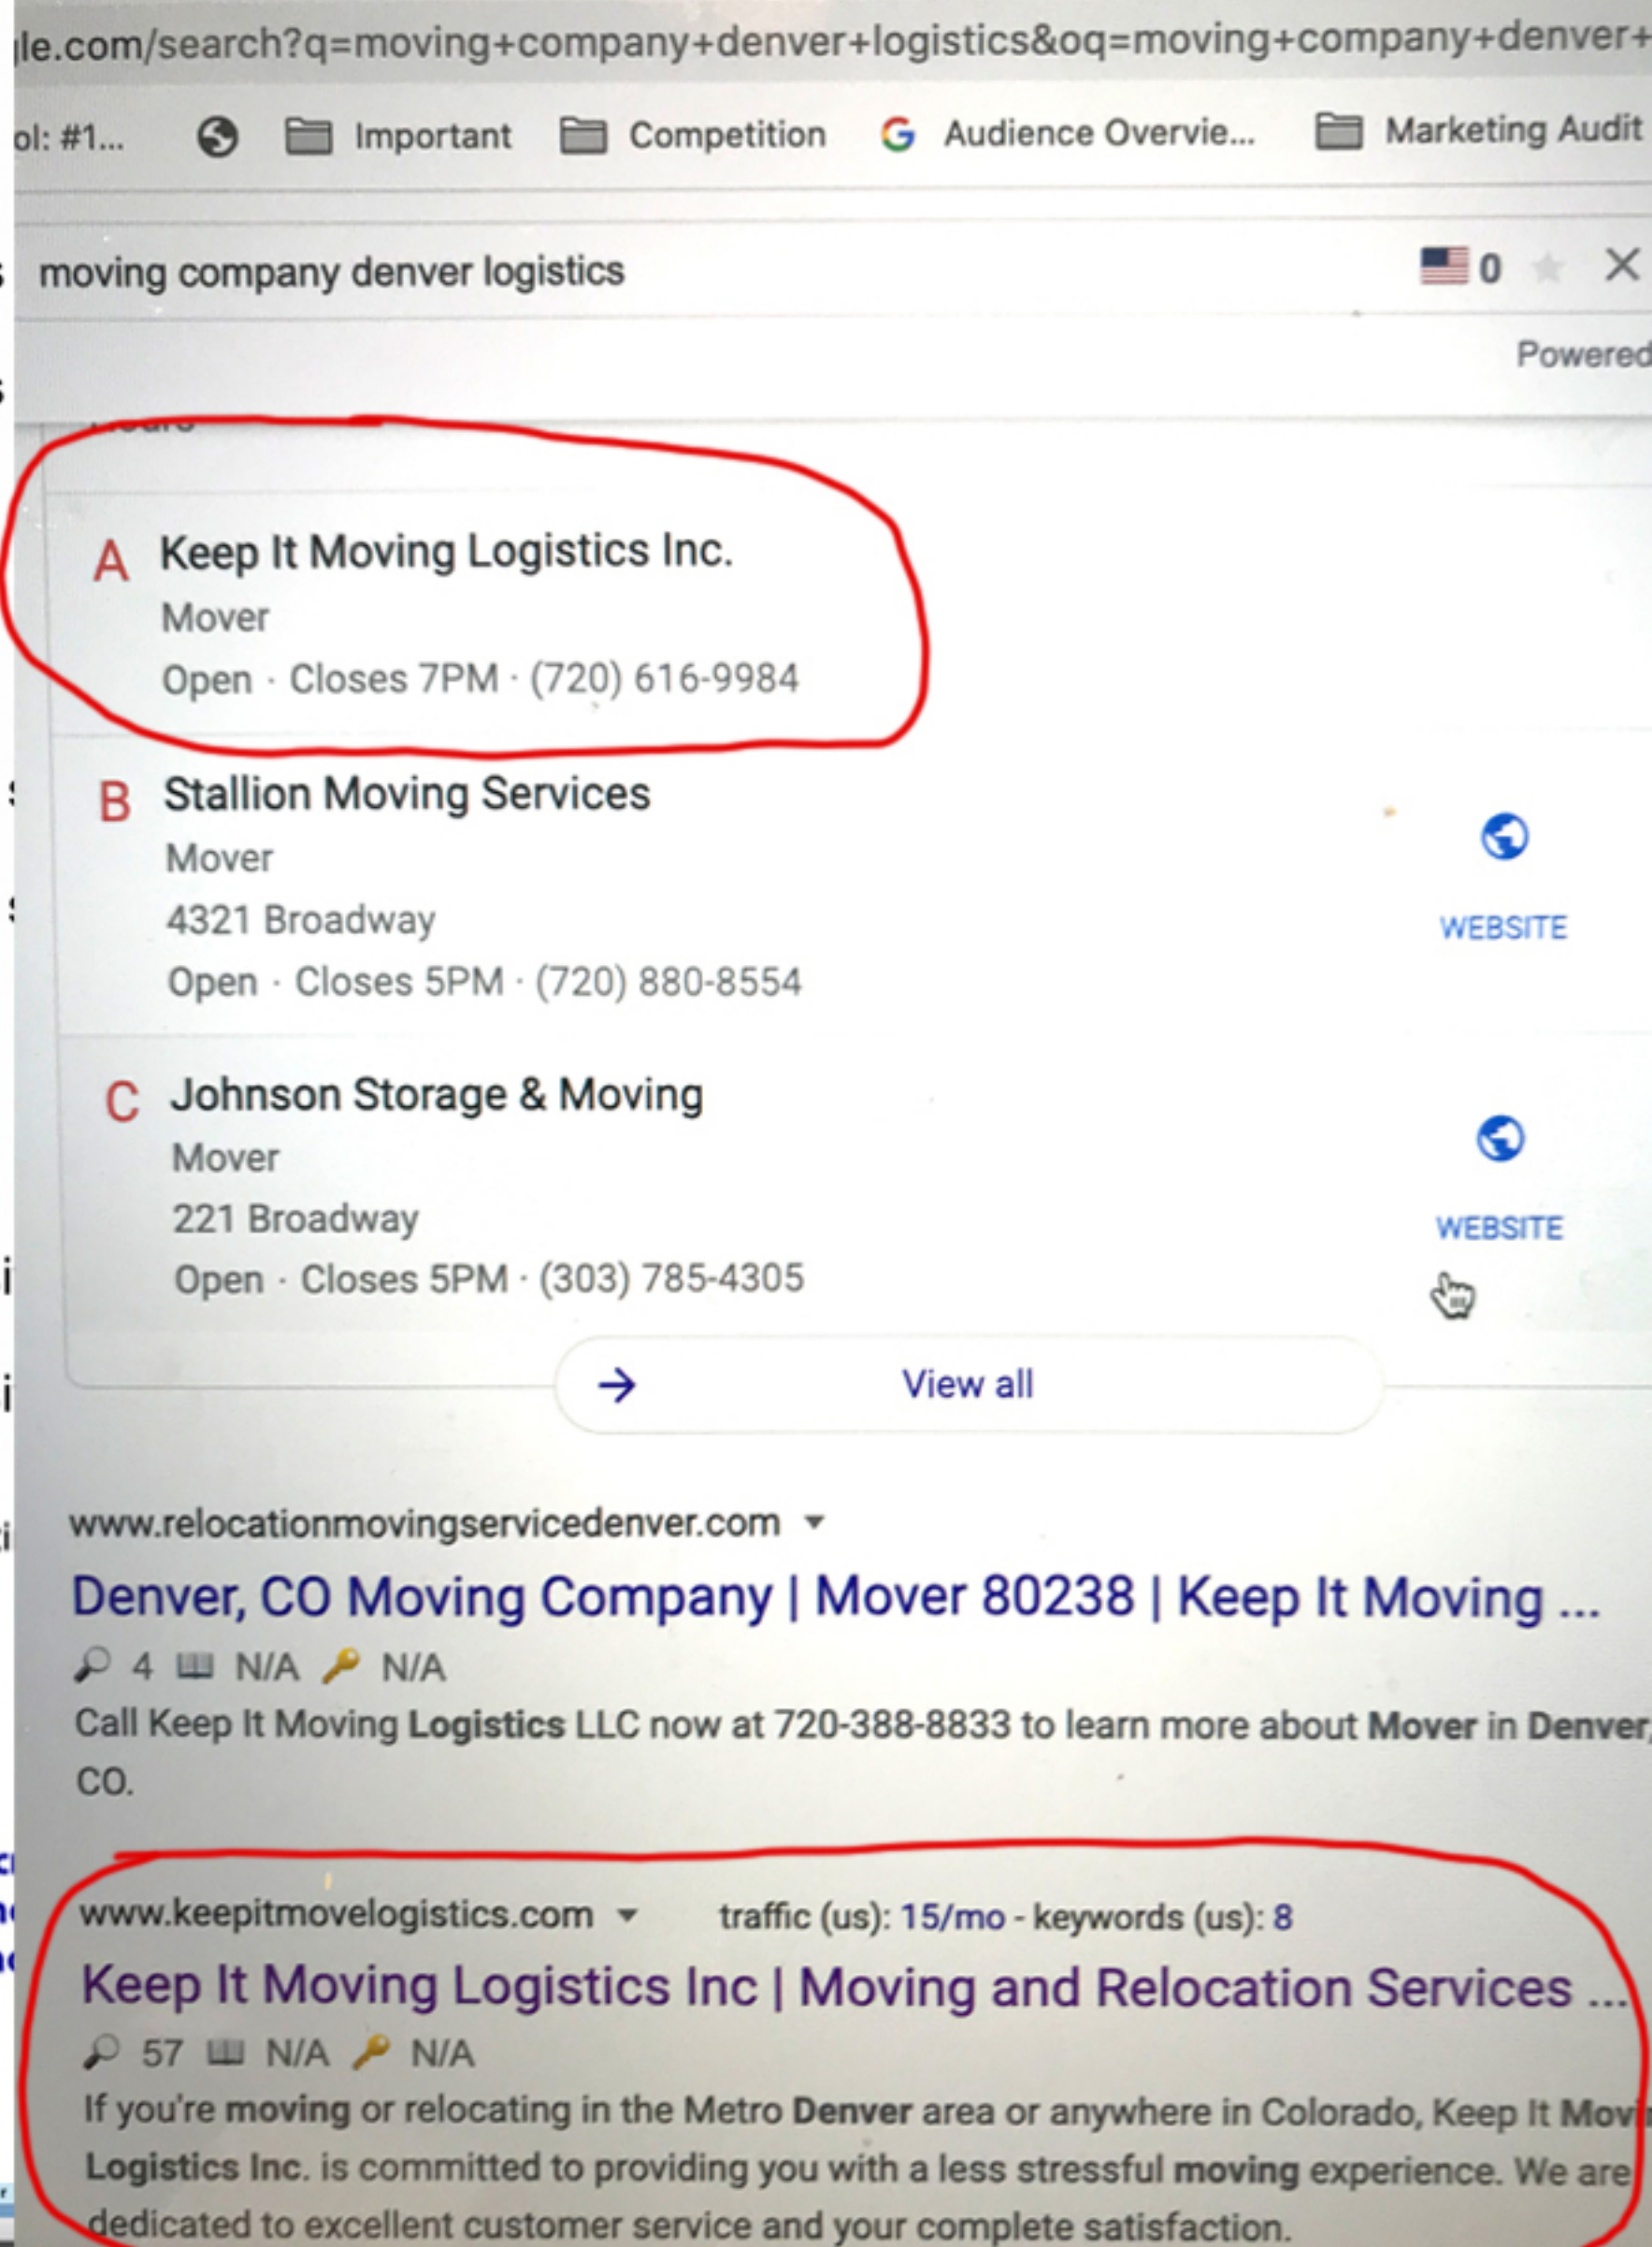 le.com/search?q=moving+company+denver+logistics&oq=moving+company+denver+
ol: #1... Important Competition Audience Overvie... Marketing Audit
moving company denver logistics 0
Powered
Hours
A Keep It Moving Logistics Inc.
Mover
Open · Closes 7PM · (720) 616-9984
B Stallion Moving Services
Mover
4321 Broadway
WEBSITE
Open · Closes 5PM · (720) 880-8554
C Johnson Storage & Moving
Mover
221 Broadway
WEBSITE
Open · Closes 5PM · (303) 785-4305
View all
www.relocationmovingservicedenver.com
Denver, CO Moving Company | Mover 80238 | Keep It Moving ...
4 N/A N/A
Call Keep It Moving Logistics LLC now at 720-388-8833 to learn more about Mover in Denver,
CO.
www.keepitmovelogistics.com traffic (us): 15/mo - keywords (us): 8
Keep It Moving Logistics Inc | Moving and Relocation Services ...
57 N/A N/A
If you're moving or relocating in the Metro Denver area or anywhere in Colorado, Keep It Movi
Logistics Inc. is committed to providing you with a less stressful moving experience. We are
dedicated to excellent customer service and your complete satisfaction.